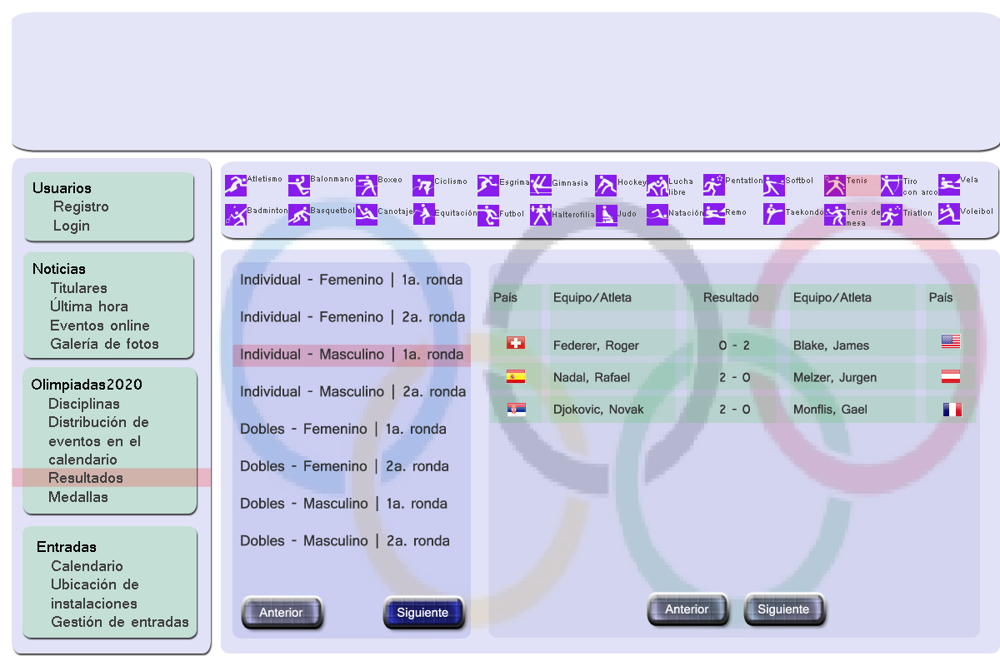 Usuarios
Registro
Login
Noticias
Titulares
Última hora
Eventos online
Galería de fotos
Olimpiadas2020
Disciplinas
Distribución de
eventos en el
calendario
Resultados
Medallas
Entradas
Calendario
Ubicación de
instalaciones
Gestión de entradas
Atletismo
Balonmano
Boxeo
Ciclismo
Esgrima
Gimnasia
Hockey
Lucha
libre
Pentatlon
Softbol
Tenis
Tiro
con arco
Vela
Badminton
Basquetbol
Canotaje
Equitación
Futbol
Halterofilia
Judo
Natación
Remo
Taekondo
Tenis de
mesa
Triatlon
Voleibol
Individual - Femenino | 1a. ronda
Individual - Femenino | 2a. ronda
Individual - Masculino | 1a. ronda
Individual - Masculino | 2a. ronda
Dobles - Femenino | 1a. ronda
Dobles - Femenino | 2a. ronda
Dobles - Masculino | 1a. ronda
Dobles - Masculino | 2a. ronda
Anterior
Siguiente
País Equipo/Atleta Resultado Equipo/Atleta País
Federer, Roger 0 - 2 Blake, James
Nadal, Rafael 2 - 0 Melzer, Jurgen
Djokovic, Novak 2 - 0 Monflis, Gael
Anterior
Siguiente